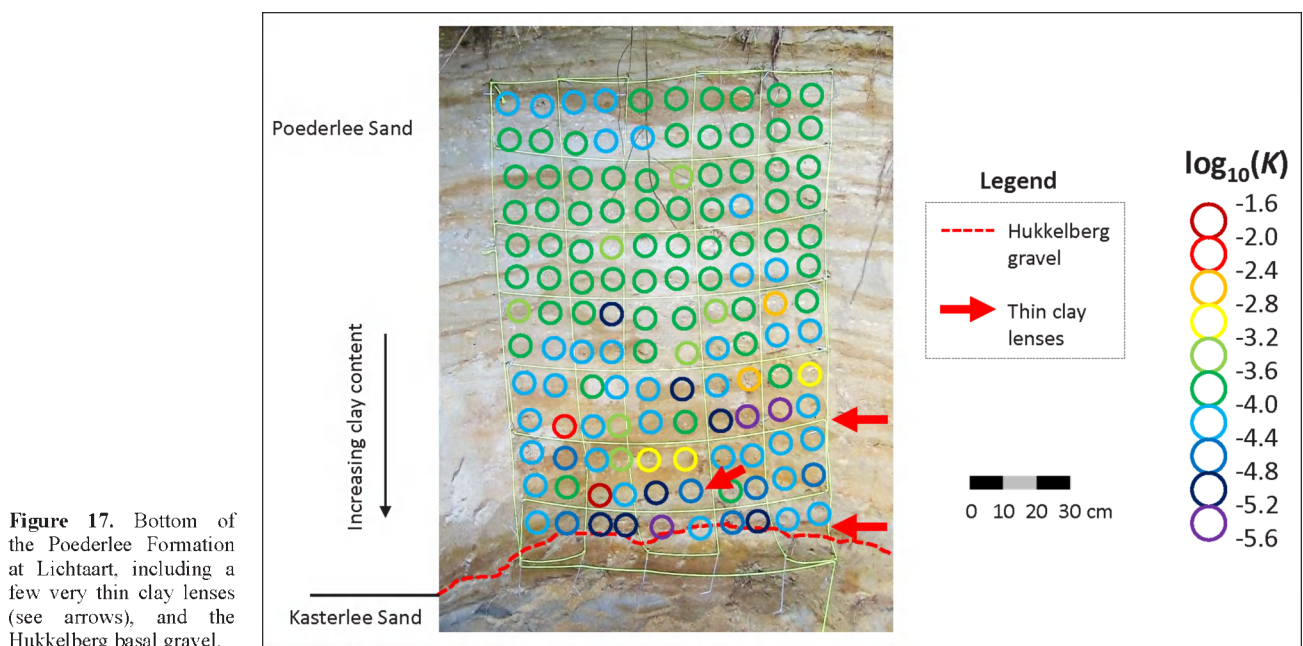 Poederlee Sand
Increasing clay content
Kasterlee Sand
Legend
Hukkelberg
gravel
Thin clay
lenses
0 10 20 30 cm
log10(K)
-1.6
-2.0
-2.4
-2.8
-3.2
-3.6
-4.0
-4.4
-4.8
-5.2
-5.6
Figure 17. Bottom of
the Poederlee Formation
at Lichtaart, including a
few very thin clay lenses
(see arrows), and the
Hukkelberg basal gravel.